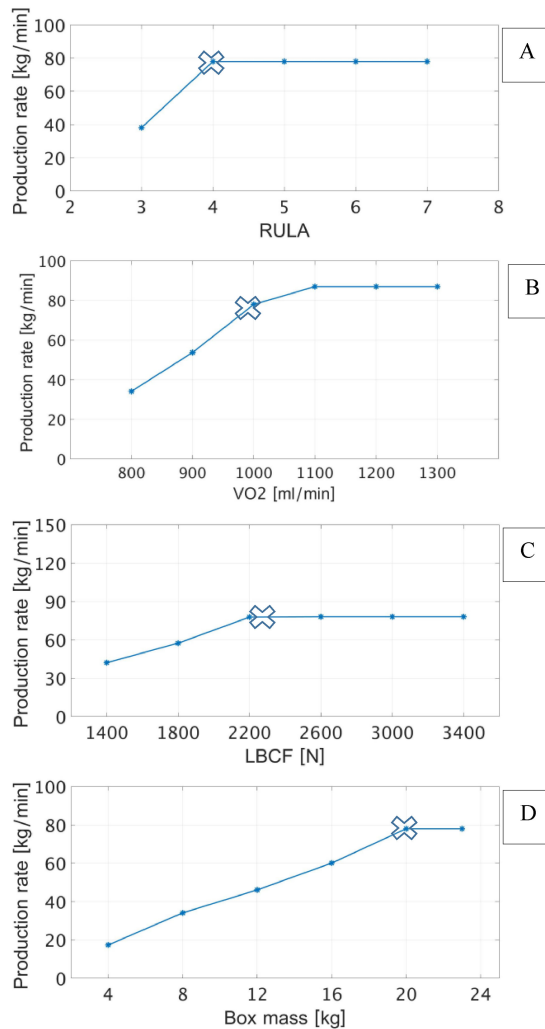 A
Production rate [kg/min]
100
80
60
40
20
0
2 3 4 5 6 7 8
RULA
B
Production rate [kg/min]
100
80
60
40
20
0
800 900 1000 1100 1200 1300
VO2 [ml/min]
C
Production rate [kg/min]
150
120
90
60
30
0
1400 1800 2200 2600 3000 3400
LBCF [N]
D
Production rate [kg/min]
100
80
60
40
20
0
4 8 12 16 20 24
Box mass [kg]